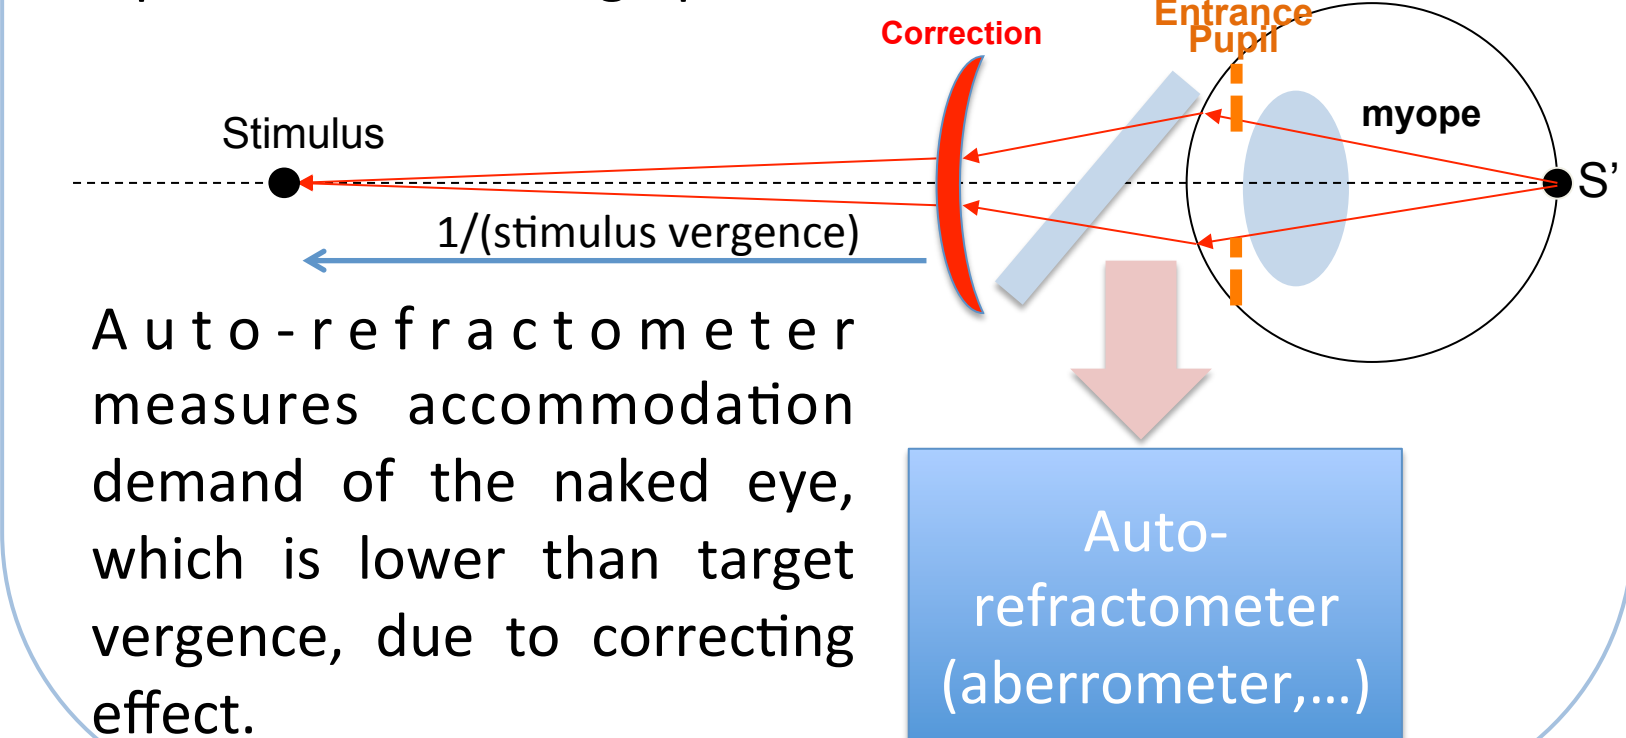 Entrance
Pupil
Correction
myope
Stimulus
S’
1/(stimulus vergence)
Auto-refractometer
measures accommodation
demand of the naked eye,
which is lower than target
vergence, due to correcting
effect.
Auto-
refractometer
(aberrometer,...)